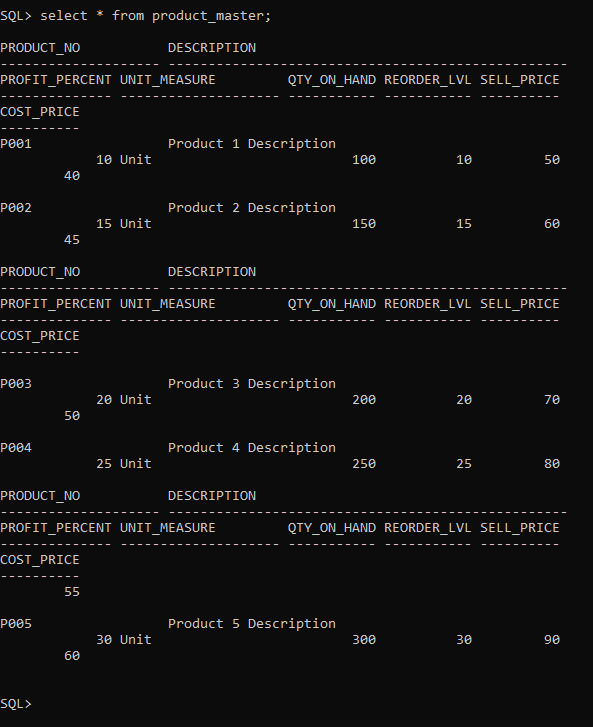 SQL> select * from product_master;
PRODUCT_NO           DESCRIPTION
-------------------- --------------------------------------------------
PROFIT_PERCENT UNIT_MEASURE         QTY_ON_HAND REORDER_LVL SELL_PRICE
-------------- -------------------- ----------- ----------- ----------
COST_PRICE
----------
P001                 Product 1 Description
            10 Unit                         100          10         50
        40
P002                 Product 2 Description
            15 Unit                         150          15         60
        45
PRODUCT_NO           DESCRIPTION
-------------------- --------------------------------------------------
PROFIT_PERCENT UNIT_MEASURE         QTY_ON_HAND REORDER_LVL SELL_PRICE
-------------- -------------------- ----------- ----------- ----------
COST_PRICE
----------
P003                 Product 3 Description
            20 Unit                         200          20         70
        50
P004                 Product 4 Description
            25 Unit                         250          25         80
PRODUCT_NO           DESCRIPTION
-------------------- --------------------------------------------------
PROFIT_PERCENT UNIT_MEASURE         QTY_ON_HAND REORDER_LVL SELL_PRICE
-------------- -------------------- ----------- ----------- ----------
COST_PRICE
----------
        55
P005                 Product 5 Description
            30 Unit                         300          30         90
        60
SQL>